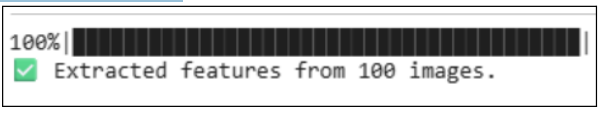 100%|██████████████████████████████████████|
✅ Extracted features from 100 images.